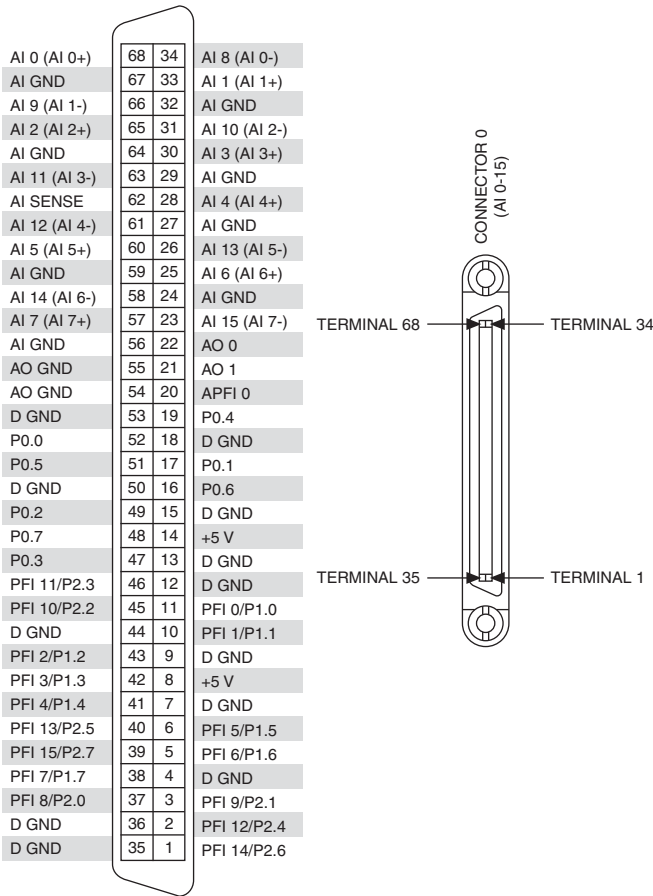 AI 0 (AI 0+) 68 34 AI 8 (AI 0-)
AI GND 67 33 AI 1 (AI 1+)
AI 9 (AI 1-) 66 32 AI GND
AI 2 (AI 2+) 65 31 AI 10 (AI 2-)
AI GND 64 30 AI 3 (AI 3+)
AI 11 (AI 3-) 63 29 AI GND
AI SENSE 62 28 AI 4 (AI 4+)
AI 12 (AI 4-) 61 27 AI GND
AI 5 (AI 5+) 60 26 AI 13 (AI 5-)
AI GND 59 25 AI 6 (AI 6+)
AI 14 (AI 6-) 58 24 AI GND
AI 7 (AI 7+) 57 23 AI 15 (AI 7-)
AI GND 56 22 AO 0
AO GND 55 21 AO 1
AO GND 54 20 APFI 0
D GND 53 19 P0.4
P0.0 52 18 D GND
P0.5 51 17 P0.1
D GND 50 16 P0.6
P0.2 49 15 D GND
P0.7 48 14 +5 V
P0.3 47 13 D GND
PFI 11/P2.3 46 12 D GND
PFI 10/P2.2 45 11 PFI 0/P1.0
D GND 44 10 PFI 1/P1.1
PFI 2/P1.2 43 9 D GND
PFI 3/P1.3 42 8 +5 V
PFI 4/P1.4 41 7 D GND
PFI 13/P2.5 40 6 PFI 5/P1.5
PFI 15/P2.7 39 5 PFI 6/P1.6
PFI 7/P1.7 38 4 D GND
PFI 8/P2.0 37 3 PFI 9/P2.1
D GND 36 2 PFI 12/P2.4
D GND 35 1 PFI 14/P2.6
CONNECTOR 0
(AI 0-15)
TERMINAL 68 TERMINAL 34
TERMINAL 35 TERMINAL 1